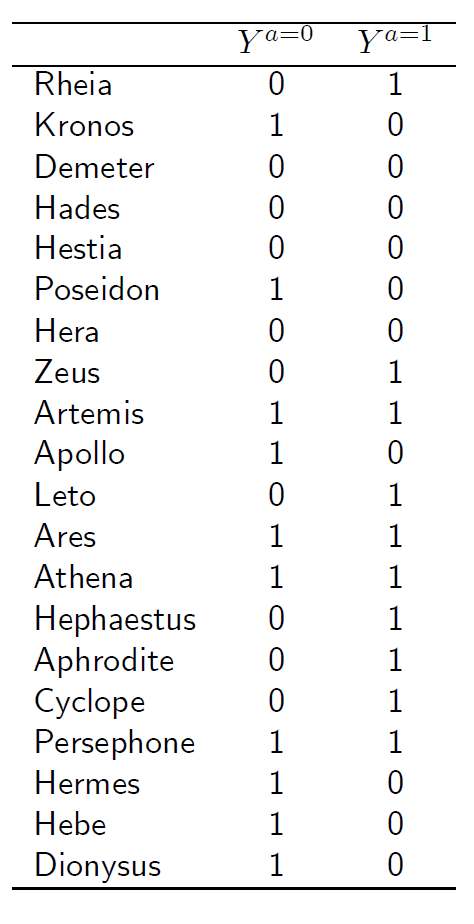 Y^{a=0} Y^{a=1}
Rheia 0 1
Kronos 1 0
Demeter 0 0
Hades 0 0
Hestia 0 0
Poseidon 1 0
Hera 0 0
Zeus 0 1
Artemis 1 1
Apollo 1 0
Leto 0 1
Ares 1 1
Athena 1 1
Hephaestus 0 1
Aphrodite 0 1
Cyclope 0 1
Persephone 1 1
Hermes 1 0
Hebe 1 0
Dionysus 1 0